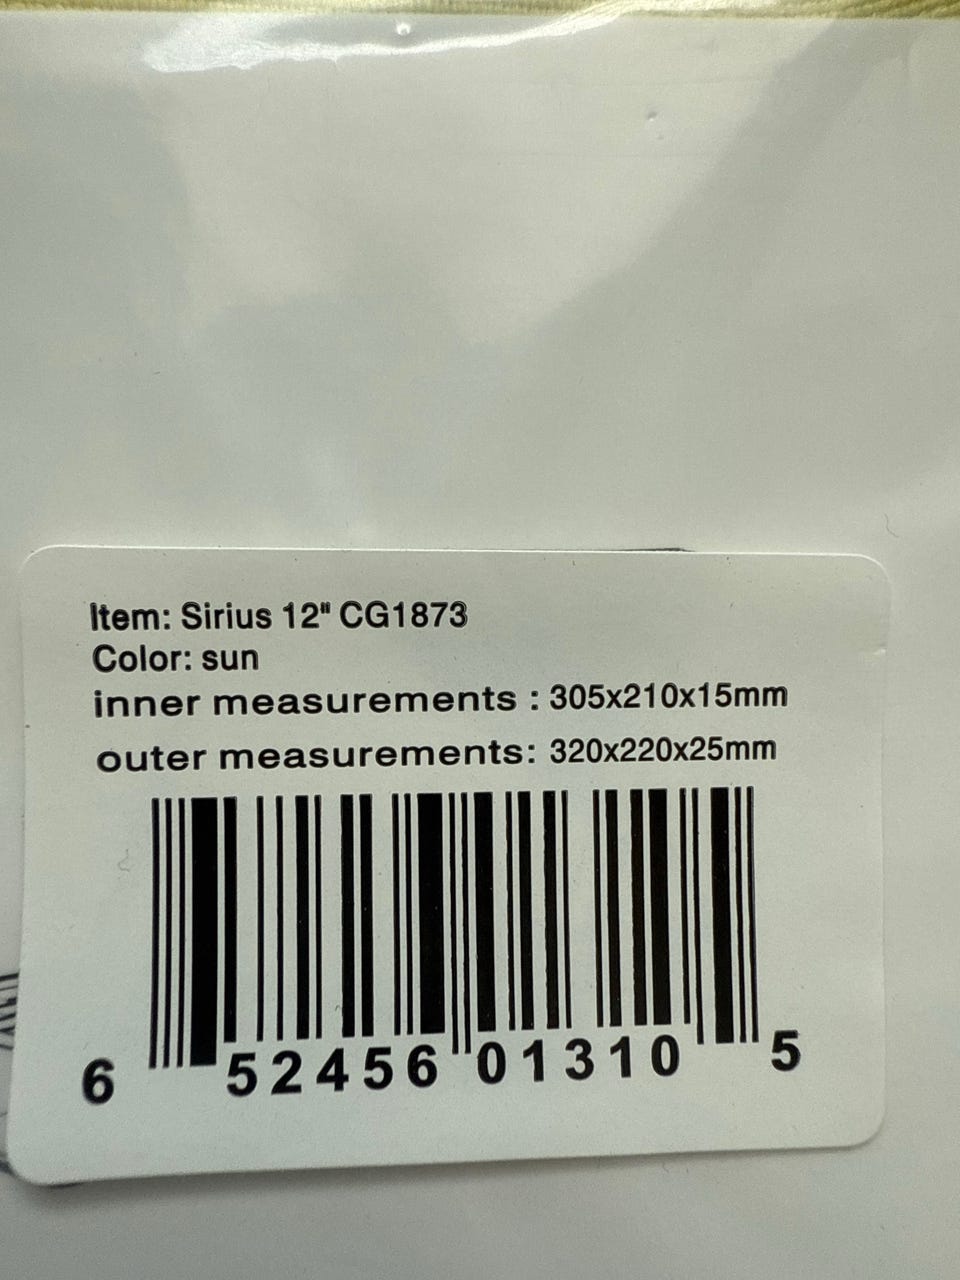 Item: Sirius 12" CG1873
Color: sun
inner measurements : 305x210x15mm
outer measurements: 320x220x25mm
6 52456 01310 5